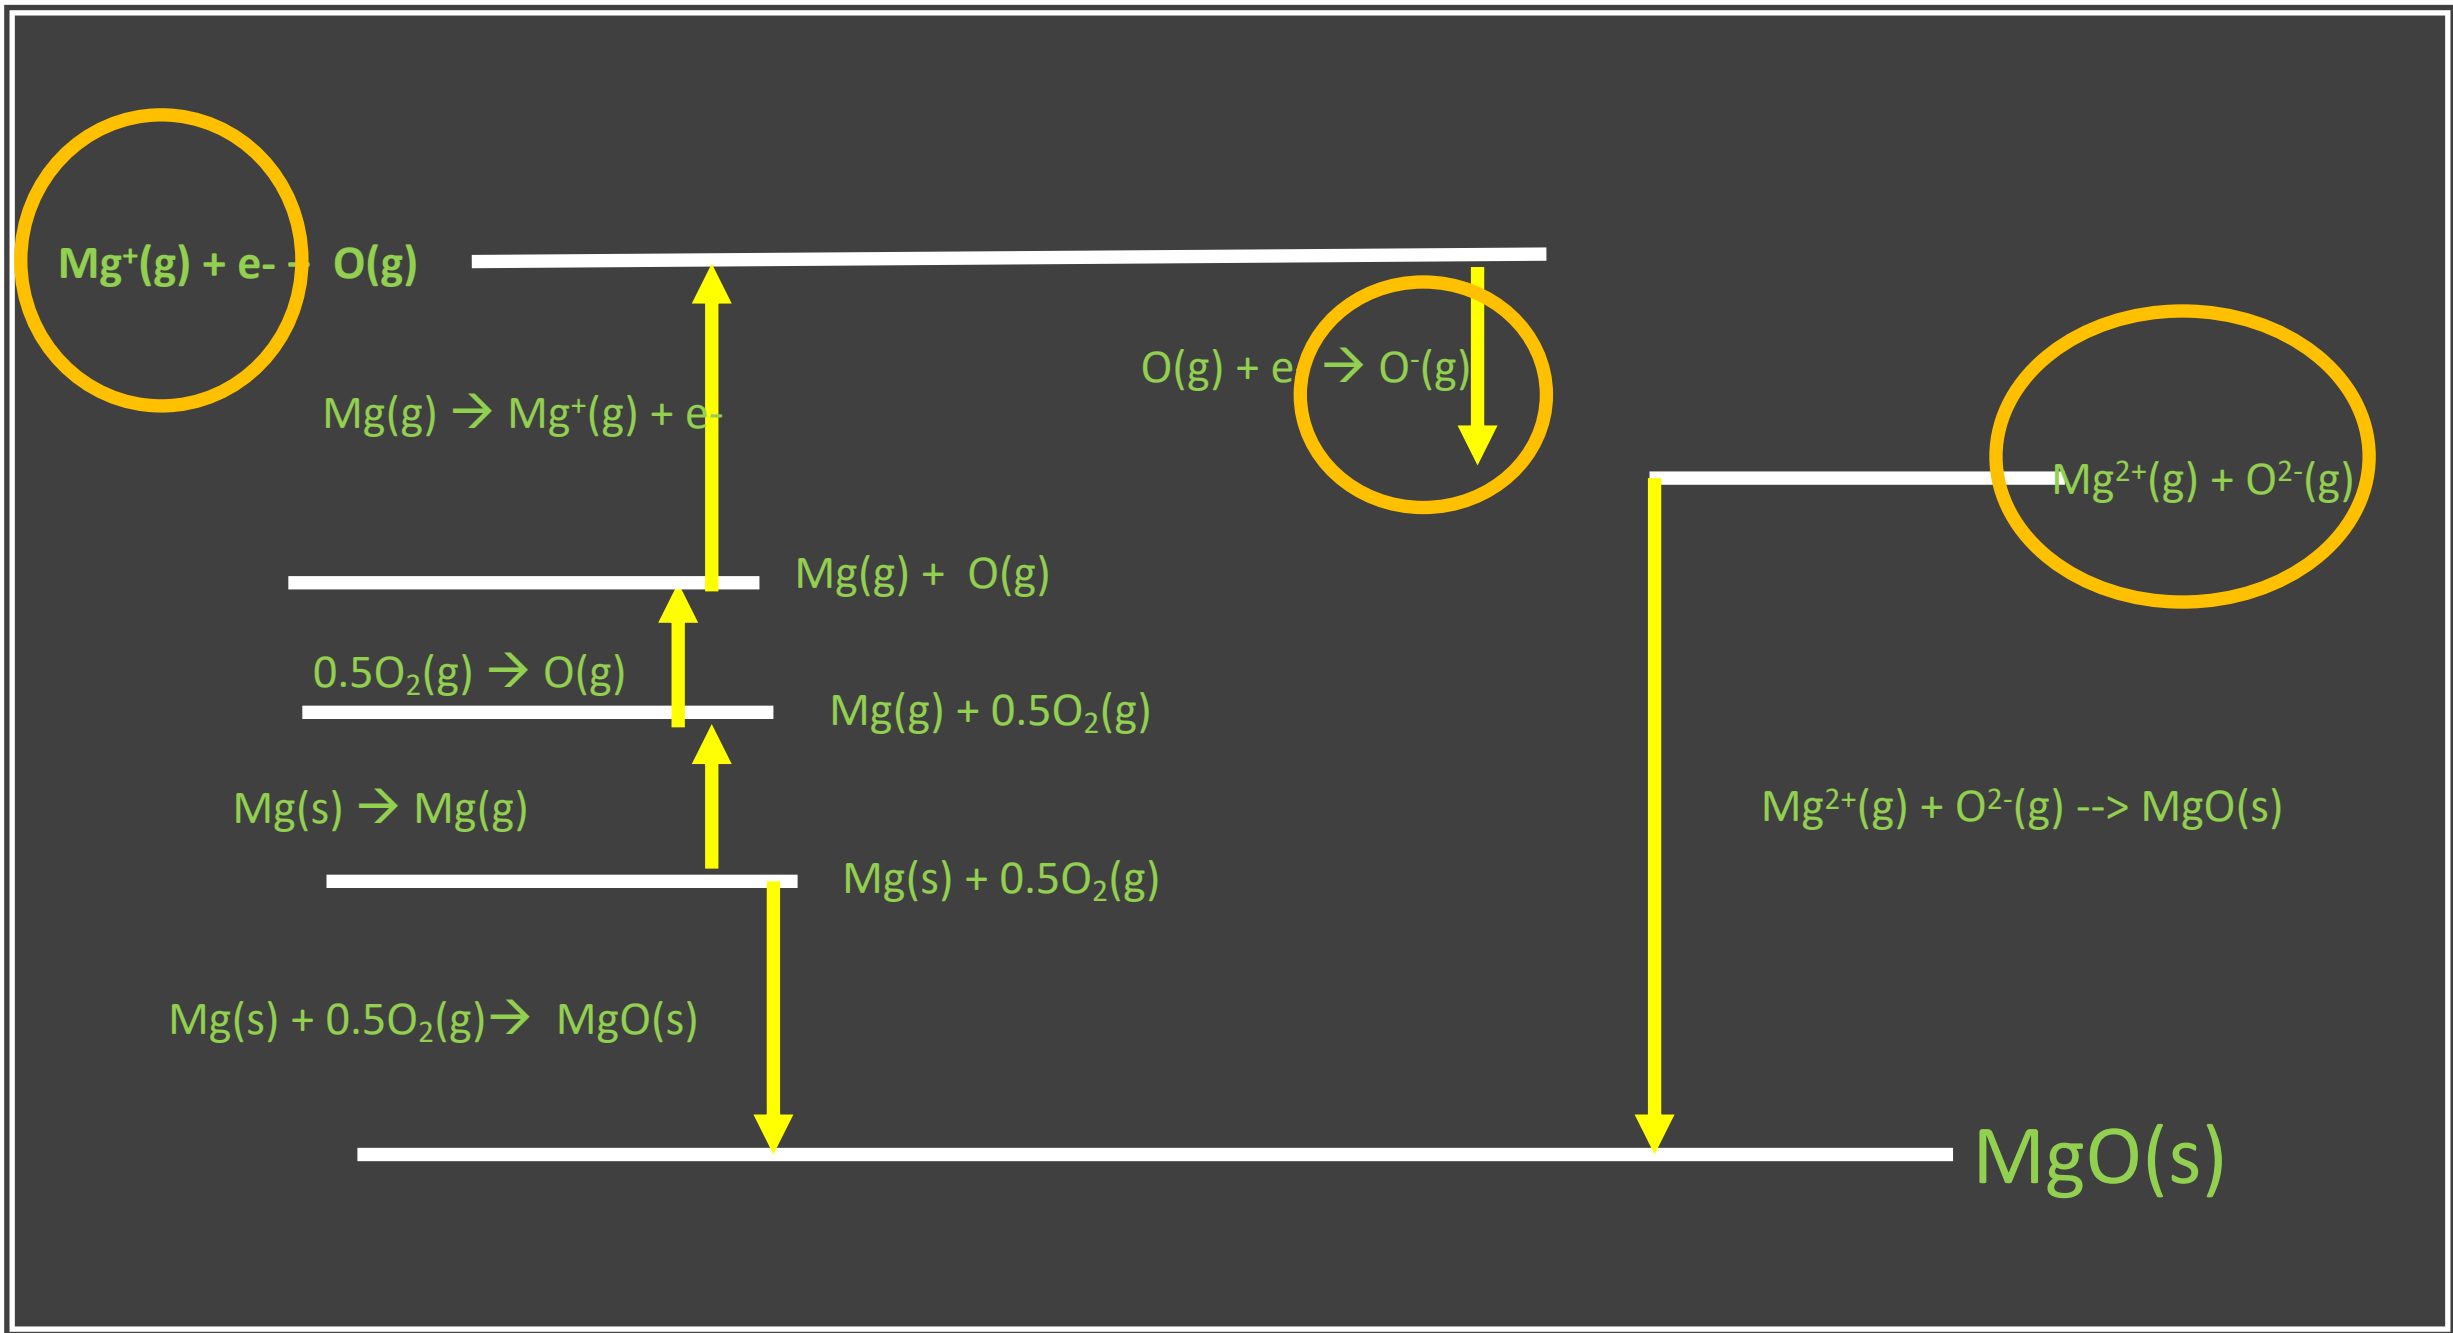 Mg⁺(g) + e- + O(g)
O(g) + e- → O⁻(g)
Mg(g) → Mg⁺(g) + e-
Mg²⁺(g) + O²⁻(g)
Mg(g) + O(g)
0.5O₂(g) → O(g)
Mg(g) + 0.5O₂(g)
Mg(s) → Mg(g)
Mg²⁺(g) + O²⁻(g) --> MgO(s)
Mg(s) + 0.5O₂(g)
Mg(s) + 0.5O₂(g)→ MgO(s)
MgO(s)